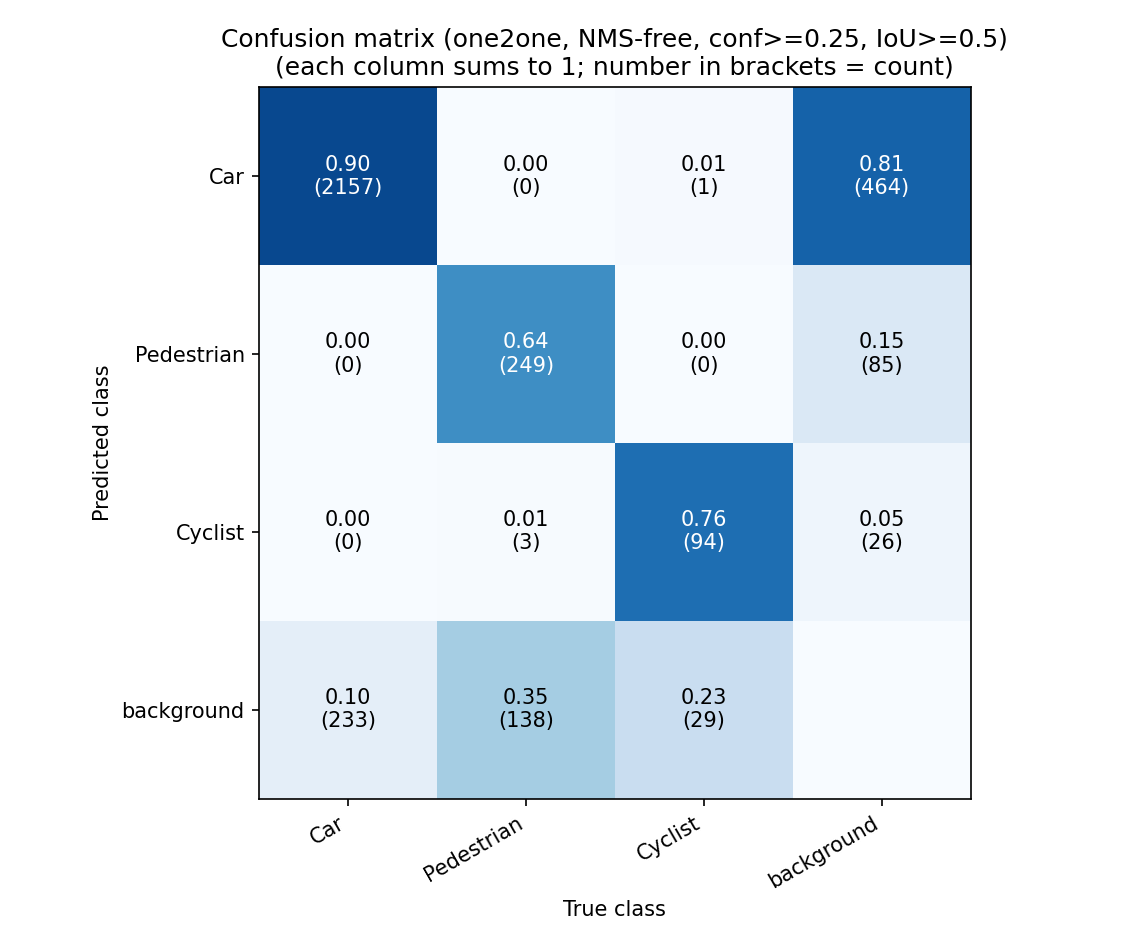 Confusion matrix (one2one, NMS-free, conf>=0.25, IoU>=0.5)
(each column sums to 1; number in brackets = count)
Car
0.90
(2157)
0.00
(0)
0.01
(1)
0.81
(464)
Pedestrian
0.00
(0)
0.64
(249)
0.00
(0)
0.15
(85)
Predicted class
Cyclist
0.00
(0)
0.01
(3)
0.76
(94)
0.05
(26)
background
0.10
(233)
0.35
(138)
0.23
(29)
Car
Pedestrian
Cyclist
background
True class